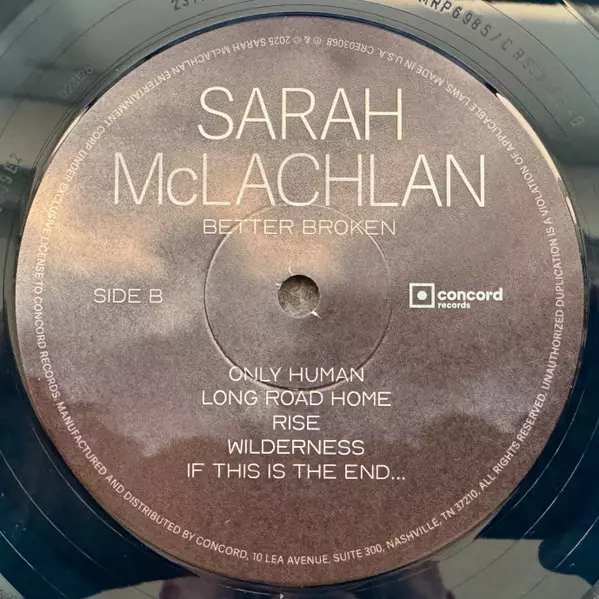 SARAH
McLACHLAN
BETTER BROKEN
SIDE B
concord
records
ONLY HUMAN
LONG ROAD HOME
RISE
WILDERNESS
IF THIS IS THE END...
℗ & © 2025 SARAH McLACHLAN ENTERTAINMENT CORP UNDER EXCLUSIVE LICENSE TO CONCORD RECORDS. MANUFACTURED AND DISTRIBUTED BY CONCORD, 10 LEA AVENUE, SUITE 300, NASHVILLE, TN 37210. ALL RIGHTS RESERVED. UNAUTHORIZED DUPLICATION IS A VIOLATION OF APPLICABLE LAWS. MADE IN U.S.A. CRE03068